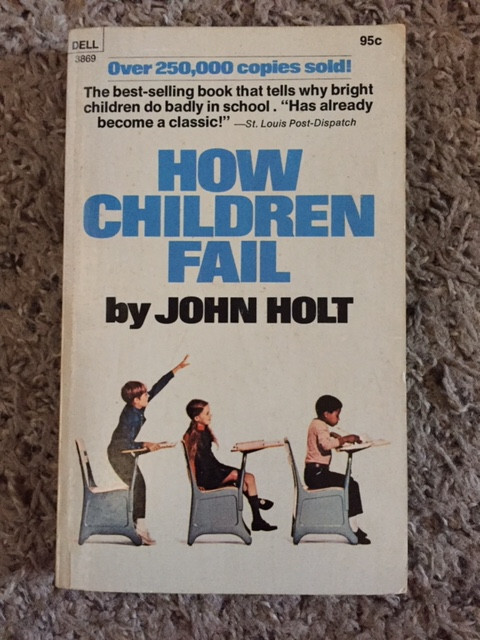 DELL
3869
95c
Over 250,000 copies sold!
The best-selling book that tells why bright
children do badly in school. "Has already
become a classic!" —St. Louis Post-Dispatch
HOW
CHILDREN
FAIL
by JOHN HOLT